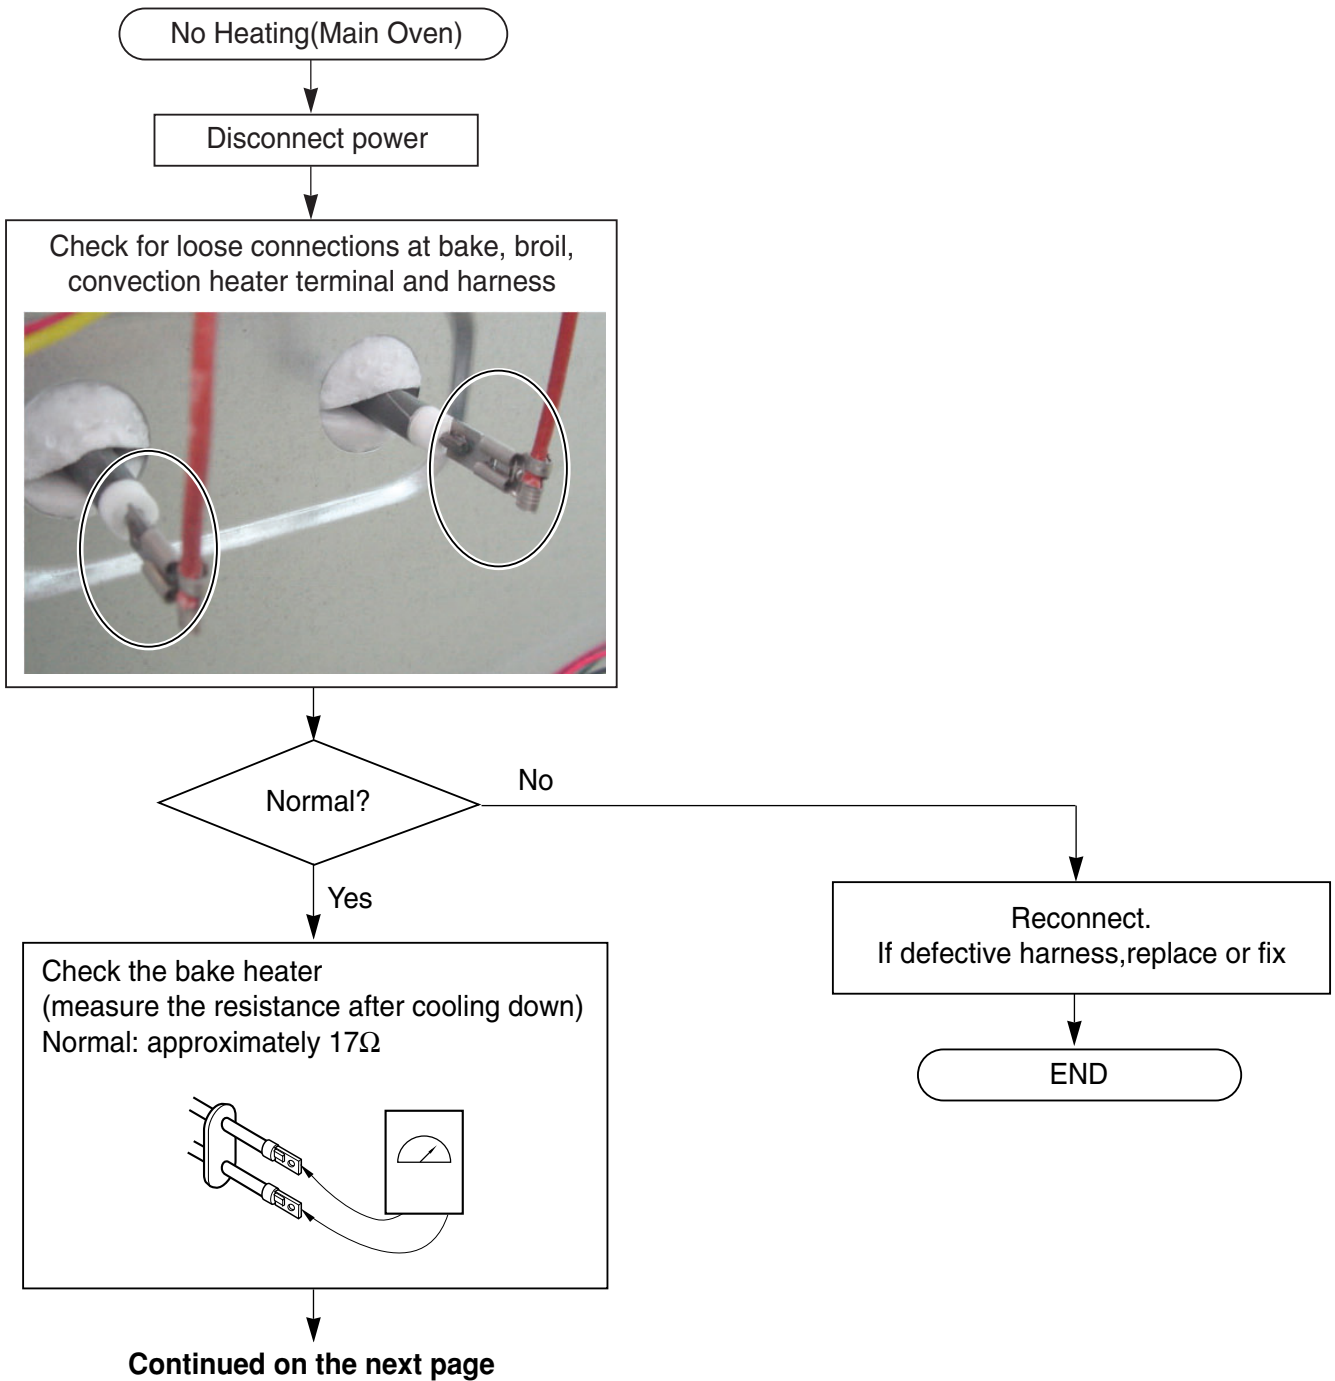 No Heating(Main Oven)
Disconnect power
Check for loose connections at bake, broil,
convection heater terminal and harness
Normal?
No
Yes
Reconnect.
If defective harness,replace or fix
END
Check the bake heater
(measure the resistance after cooling down)
Normal: approximately 17Ω
Continued on the next page